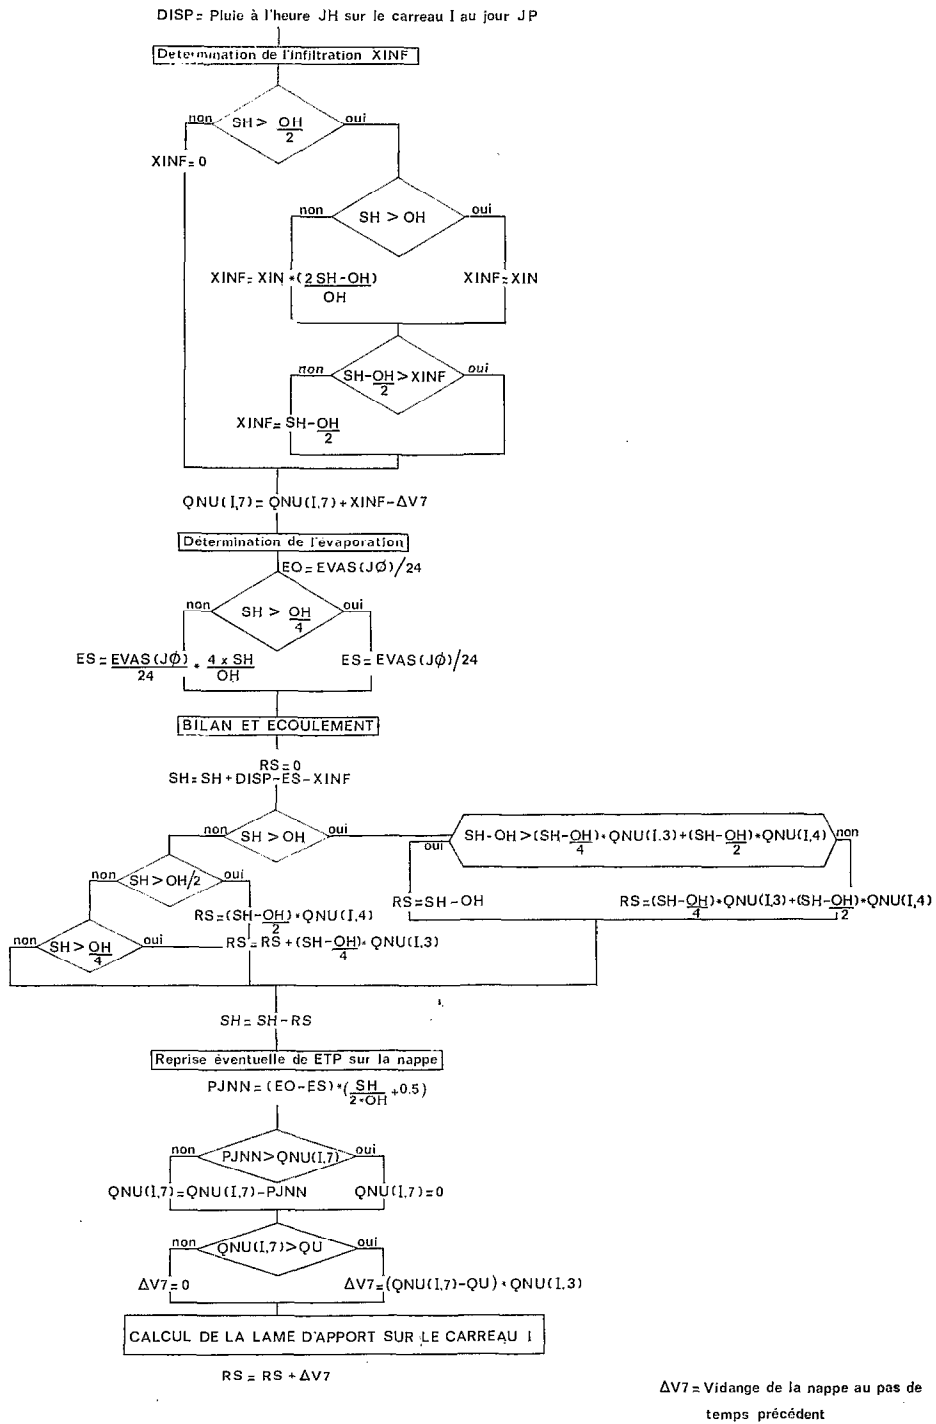 DISP= Pluie à l'heure JH sur le carreau I au jour JP
Determination de l'infiltration XINF
non
SH > OH/2
oui
XINF=0
non
SH > OH
oui
XINF=XIN*(2SH-OH)/OH
XINF=XIN
non
SH-OH/2 >XINF
oui
XINF=SH-OH/2
QNU(I,7)=QNU(I,7)+XINF-ΔV7
Détermination de l'évaporation
EO=EVAS(JØ)/24
non
SH > OH/4
oui
ES=EVAS(JØ)/24 * 4 x SH/OH
ES=EVAS(JØ)/24
BILAN ET ECOULEMENT
RS=0
SH=SH+DISP-ES-XINF
non
SH > OH
oui
SH-OH>(SH-OH/4)*QNU(I,3)+(SH-OH/2)*QNU(I,4)
oui
non
non
SH>OH/2
oui
RS=SH-OH
RS=(SH-OH/4)*QNU(I,3)+(SH-OH/2)*QNU(I,4)
RS=(SH-OH/2)*QNU(I,4)
non
SH>OH/4
oui
RS=RS+(SH-OH/4)*QNU(I,3)
SH=SH-RS
Reprise éventuelle de ETP sur la nappe
PJNN=(EO-ES)*(SH/2*OH +0.5)
non
PJNN>QNU(I,7)
oui
QNU(I,7)=QNU(I,7)-PJNN
QNU(I,7)=0
non
QNU(I,7)>QU
oui
ΔV7=0
ΔV7=(QNU(I,7)-QU)*QNU(I,3)
CALCUL DE LA LAME D'APPORT SUR LE CARREAU I
RS = RS + ΔV7
ΔV7=Vidange de la nappe au pas de
temps précédent